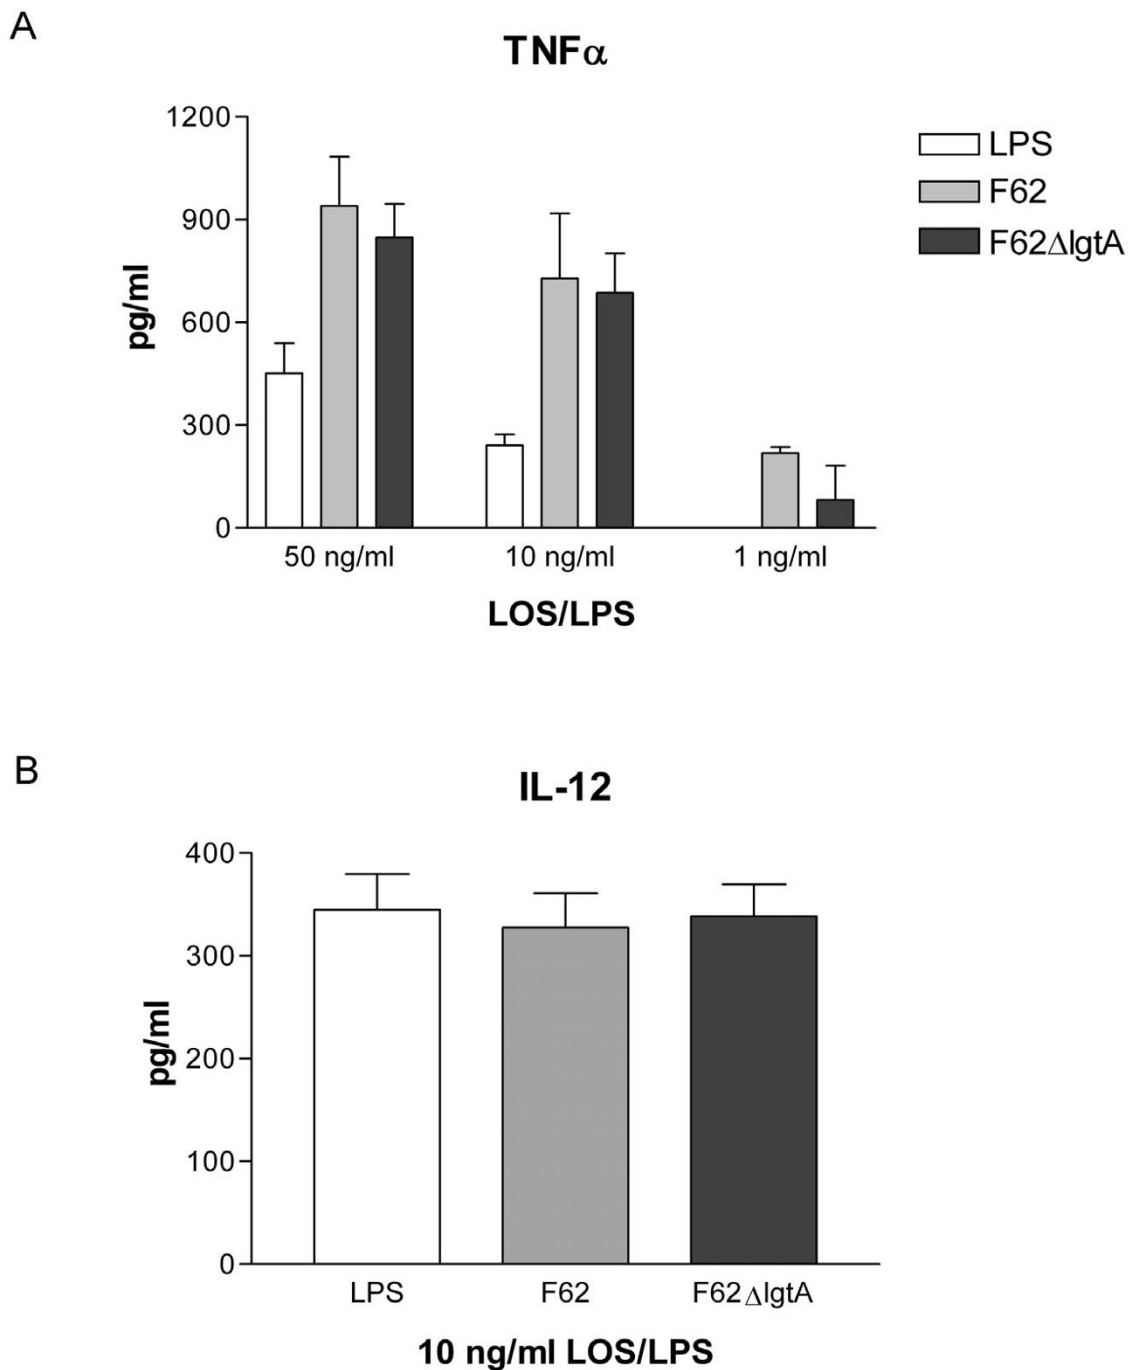 A
TNFα
1200
900
600
300
0
pg/ml
LPS
F62
F62ΔlgtA
50 ng/ml 10 ng/ml 1 ng/ml
LOS/LPS
B
IL-12
400
300
200
100
0
pg/ml
LPS F62 F62ΔlgtA
10 ng/ml LOS/LPS